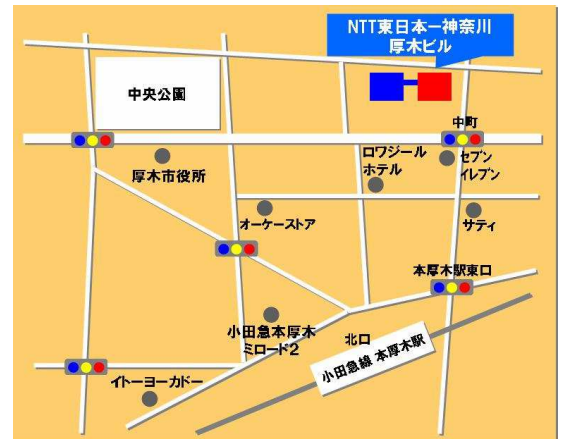 NTT東日本ー神奈川
厚木ビル
中央公園
中町
ロワジール
ホテル
セブン
イレブン
厚木市役所
オーケーストア
サティ
本厚木駅東口
小田急本厚木
ミロード2
北口
小田急線 本厚木駅
イトーヨーカドー